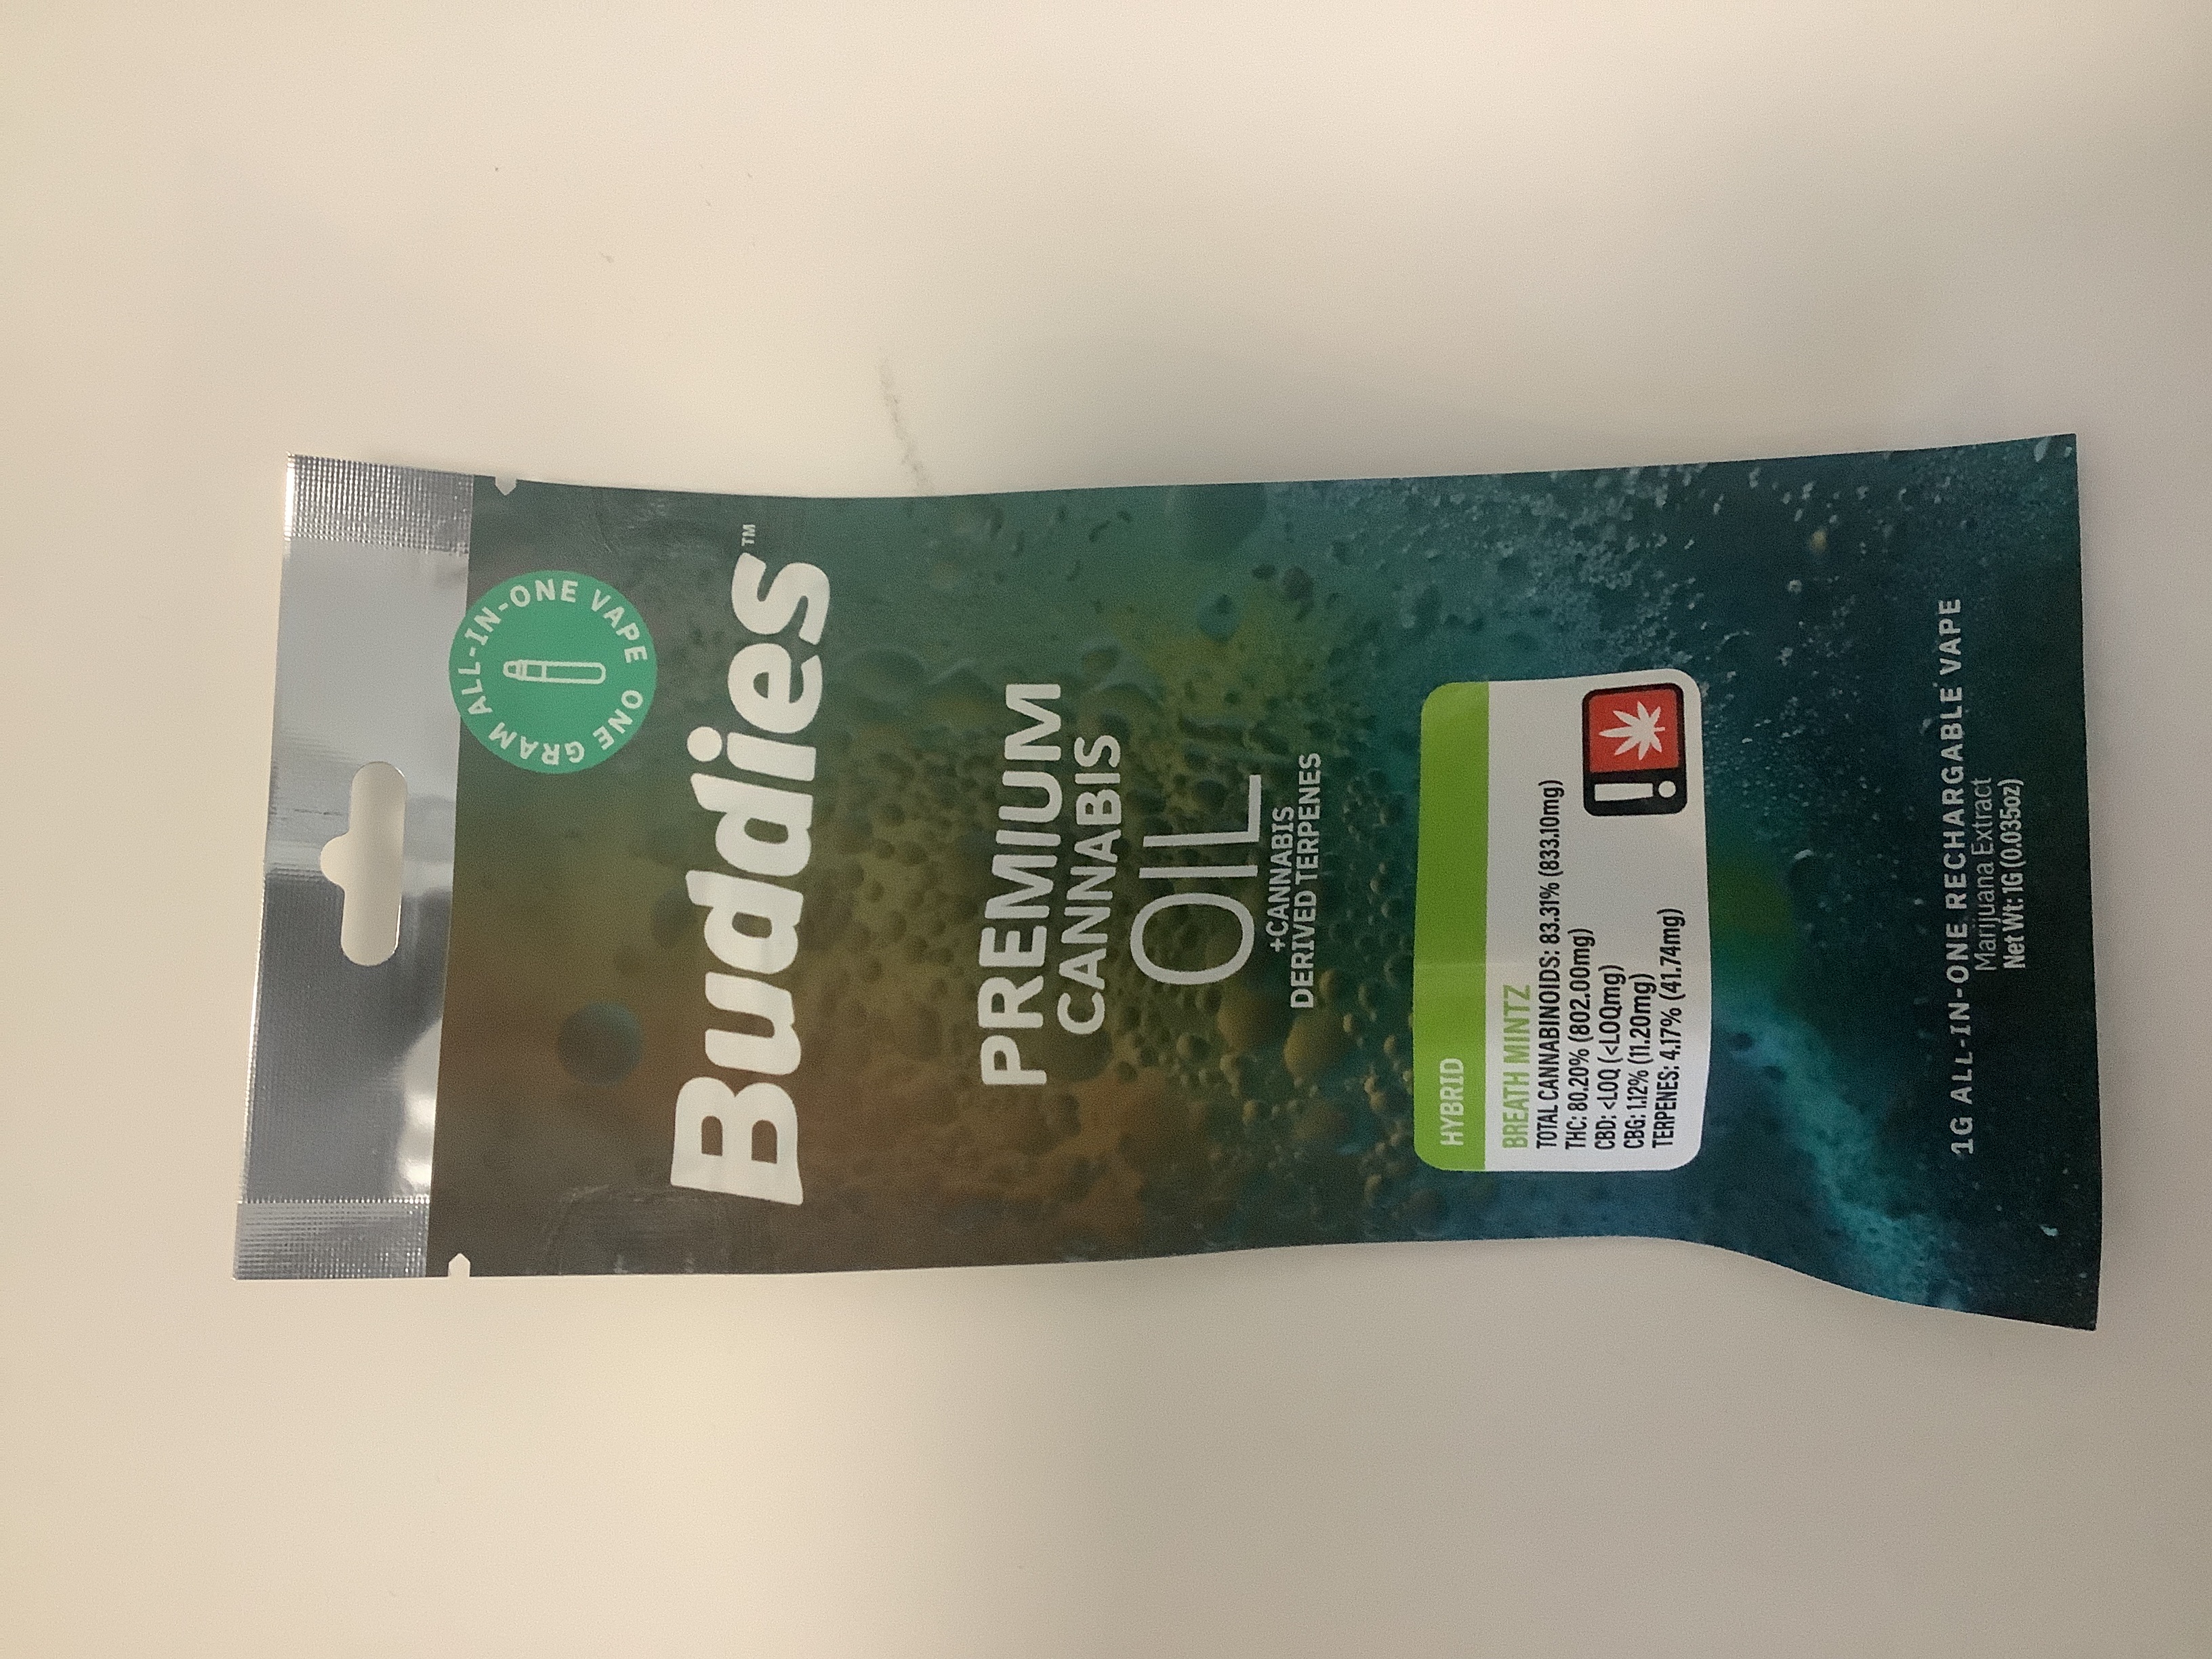 ONE GRAM ALL-IN-ONE VAPE
Buddies™
PREMIUM
CANNABIS
OIL
+CANNABIS
DERIVED TERPENES
HYBRID
BREATH MINTZ
TOTAL CANNABINOIDS: 83.31% (833.10mg)
THC: 80.20% (802.00mg)
CBD: <LOQ (<LOQmg)
CBG: 1.12% (11.20mg)
TERPENES: 4.17% (41.74mg)
!
1G ALL-IN-ONE RECHARGABLE VAPE
Marijuana Extract
Net Wt: 1G (0.035oz)